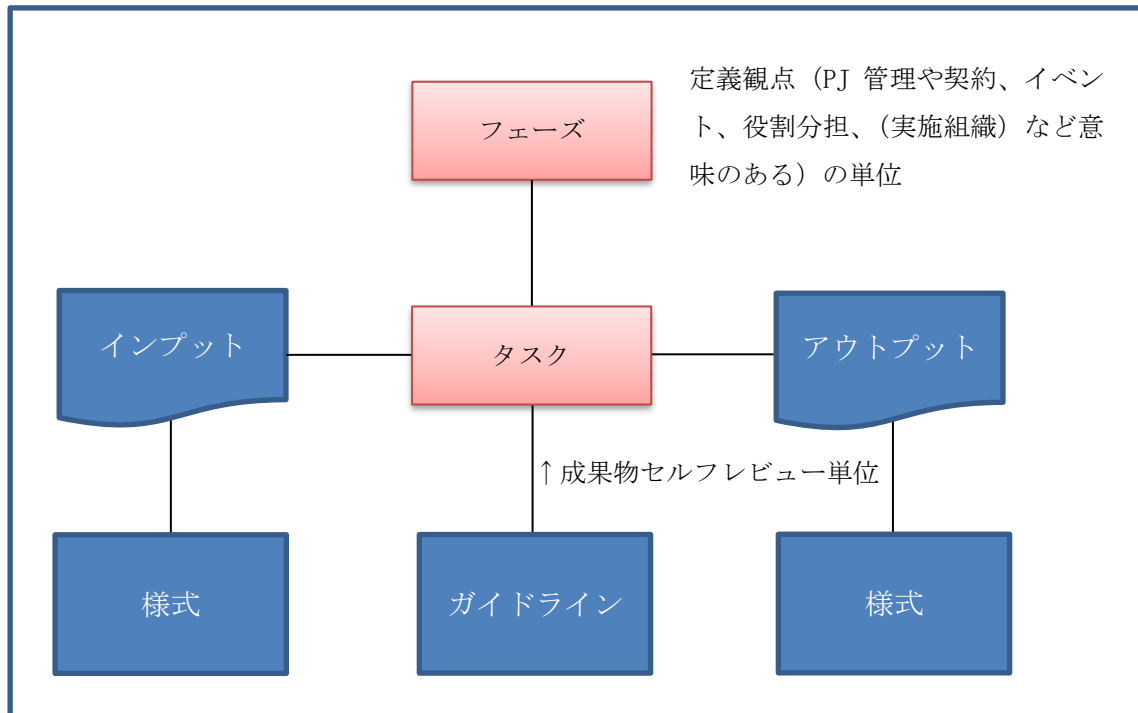 定義観点（PJ 管理や契約、イベン
ト、役割分担、（実施組織）など意
味のある）の単位
フェーズ
インプット
タスク
アウトプット
↑成果物セルフレビュー単位
様式
ガイドライン
様式